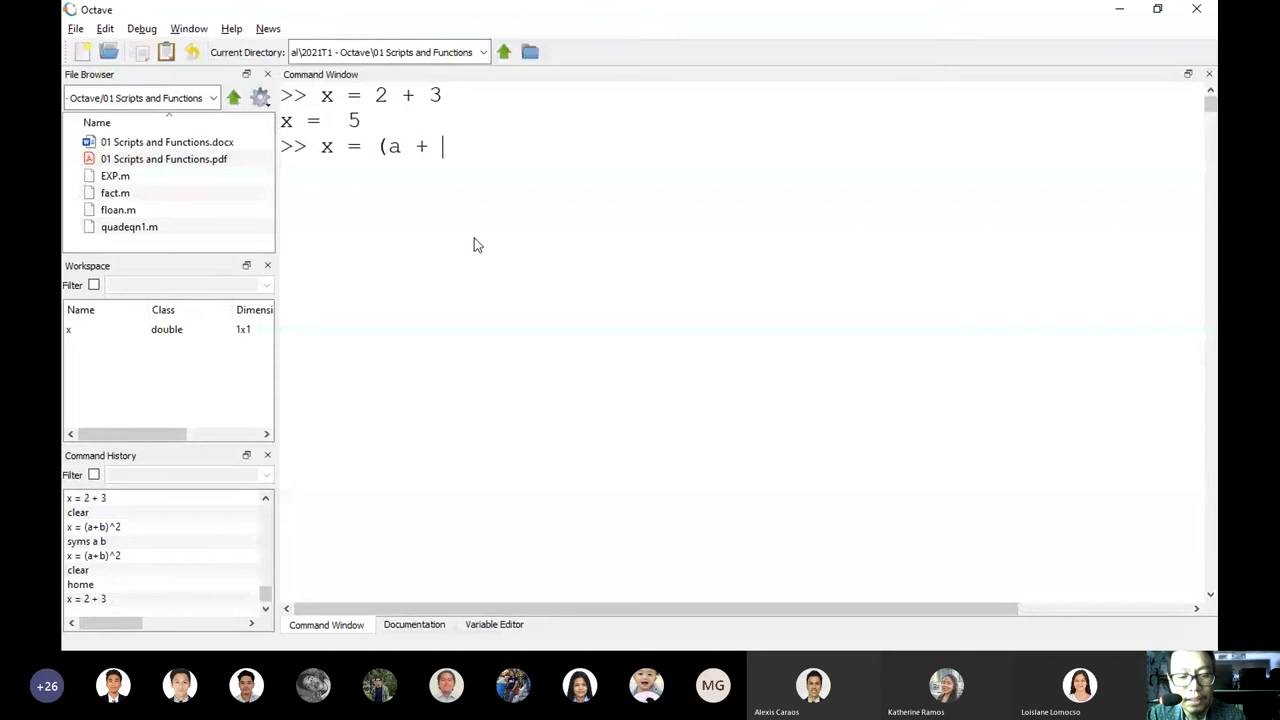 Octave
File Edit Debug Window Help News
Current Directory: al\2021T1 - Octave\01 Scripts and Functions
File Browser
- Octave/01 Scripts and Functions
Name
01 Scripts and Functions.docx
01 Scripts and Functions.pdf
EXP.m
fact.m
floan.m
quadeqn1.m
Workspace
Filter
Name Class Dimensi
x double 1x1
Command History
Filter
x = 2 + 3
clear
x = (a+b)^2
syms a b
x = (a+b)^2
clear
home
x = 2 + 3
Command Window
>> x = 2 + 3
x = 5
>> x = (a +
Command Window Documentation Variable Editor
+26
MG
Alexis Caraos
Katherine Ramos
Loislane Lomocso